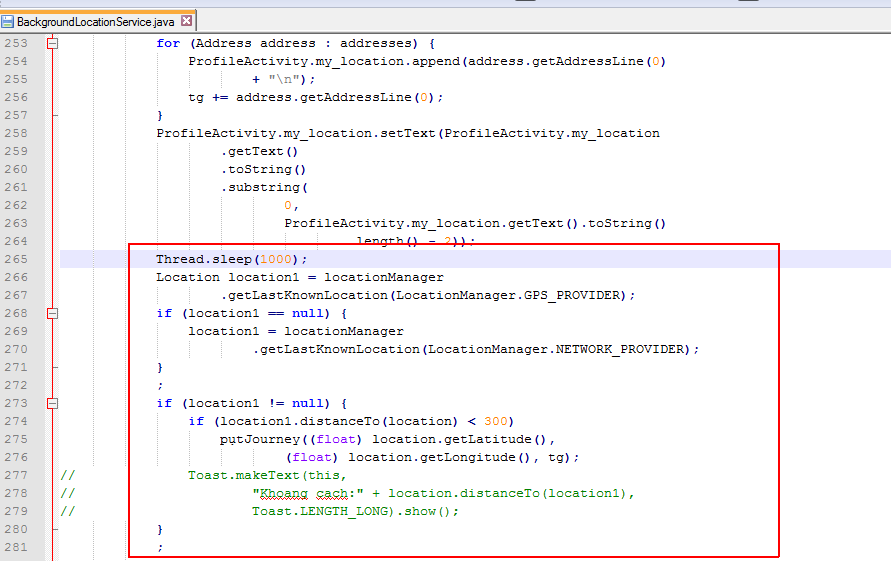 BackgroundLocationService.java
253 for (Address address : addresses) {
254 ProfileActivity.my_location.append(address.getAddressLine(0)
255 + "\n");
256 tg += address.getAddressLine(0);
257 }
258 ProfileActivity.my_location.setText(ProfileActivity.my_location
259 .getText()
260 .toString()
261 .substring(
262 0,
263 ProfileActivity.my_location.getText().toString()
264 .length() - 2));
265 Thread.sleep(1000);
266 Location location1 = locationManager
267 .getLastKnownLocation(LocationManager.GPS_PROVIDER);
268 if (location1 == null) {
269 location1 = locationManager
270 .getLastKnownLocation(LocationManager.NETWORK_PROVIDER);
271 }
272 ;
273 if (location1 != null) {
274 if (location1.distanceTo(location) < 300)
275 putJourney((float) location.getLatitude(),
276 (float) location.getLongitude(), tg);
277 // Toast.makeText(this,
278 // "Khoang cach:" + location.distanceTo(location1),
279 // Toast.LENGTH_LONG).show();
280 }
281 ;